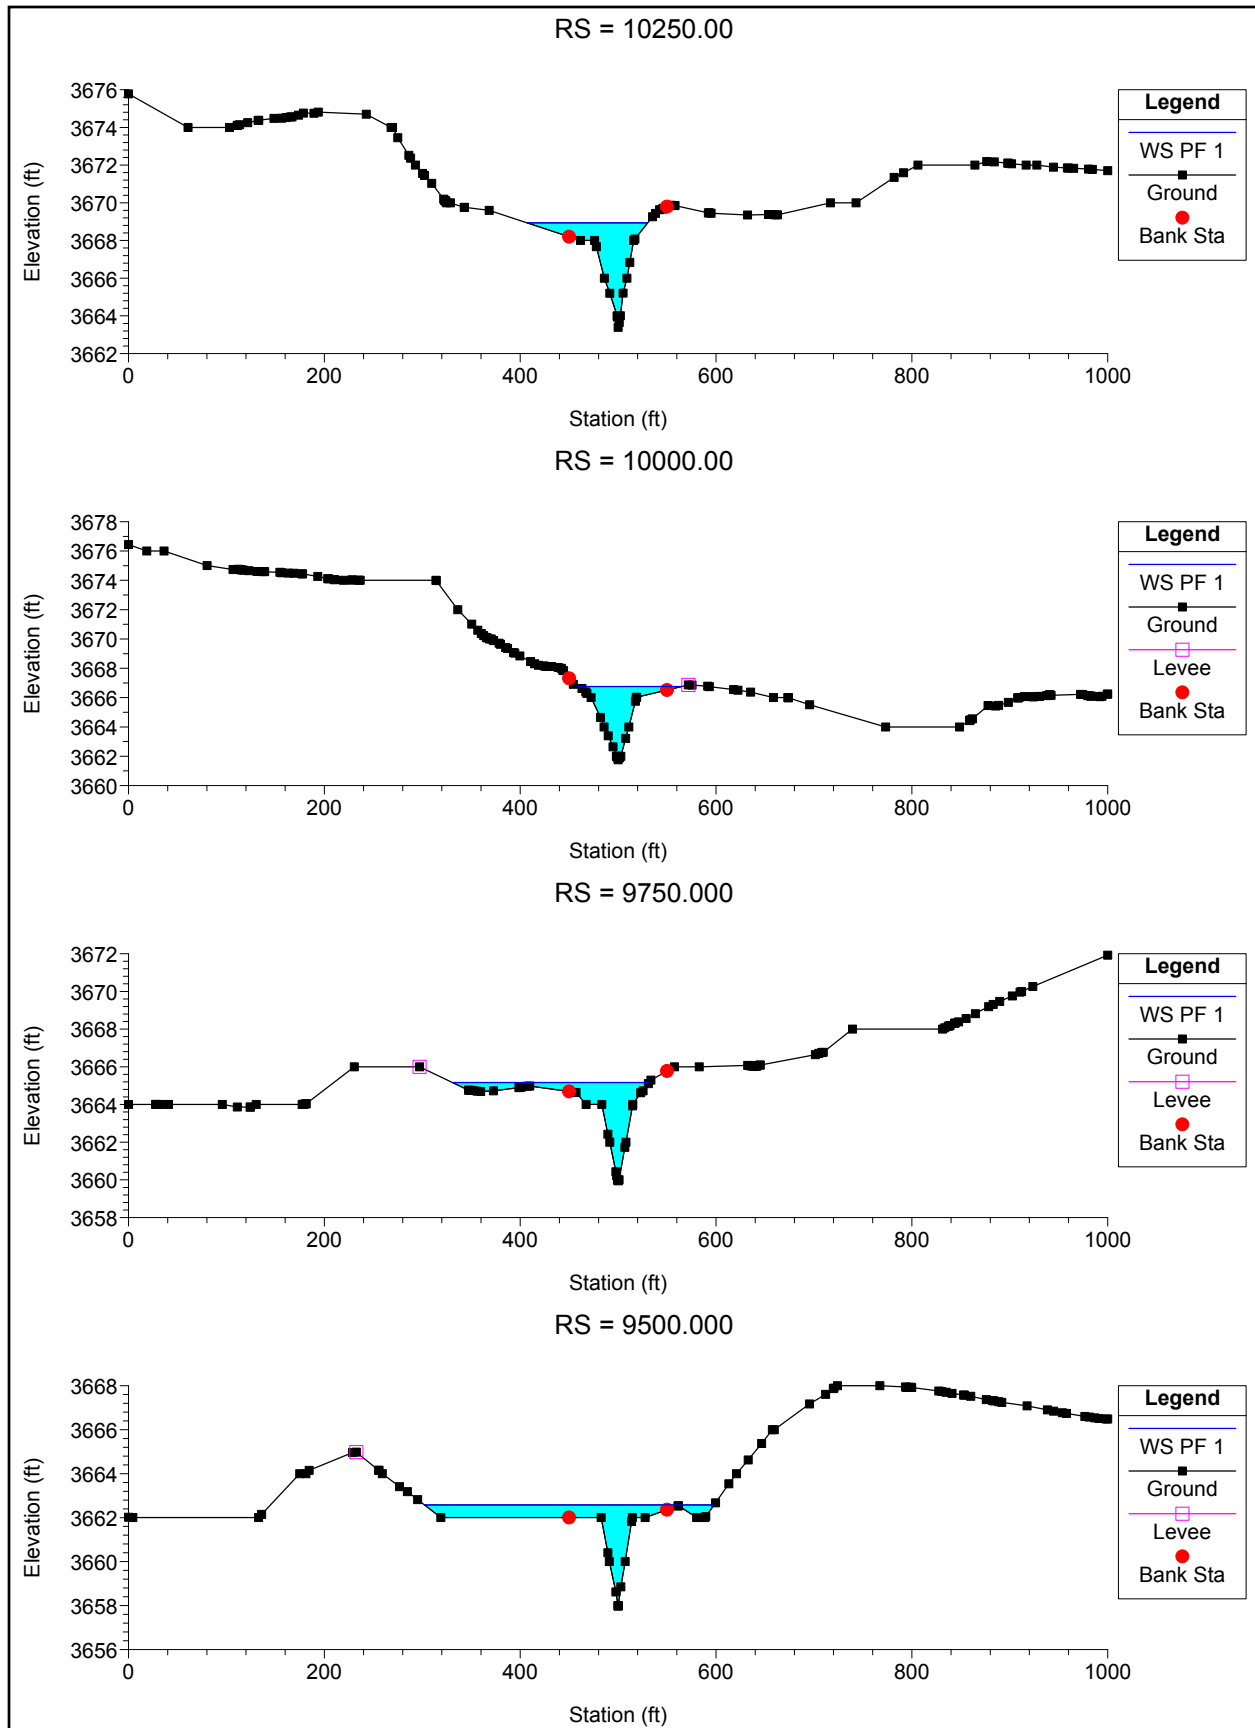 RS = 10250.00
Elevation (ft)
3676
3674
3672
3670
3668
3666
3664
3662
0 200 400 600 800 1000
Station (ft)
Legend
WS PF 1
Ground
Bank Sta
RS = 10000.00
Elevation (ft)
3678
3676
3674
3672
3670
3668
3666
3664
3662
3660
0 200 400 600 800 1000
Station (ft)
Legend
WS PF 1
Ground
Levee
Bank Sta
RS = 9750.000
Elevation (ft)
3672
3670
3668
3666
3664
3662
3660
3658
0 200 400 600 800 1000
Station (ft)
Legend
WS PF 1
Ground
Levee
Bank Sta
RS = 9500.000
Elevation (ft)
3668
3666
3664
3662
3660
3658
3656
0 200 400 600 800 1000
Station (ft)
Legend
WS PF 1
Ground
Levee
Bank Sta